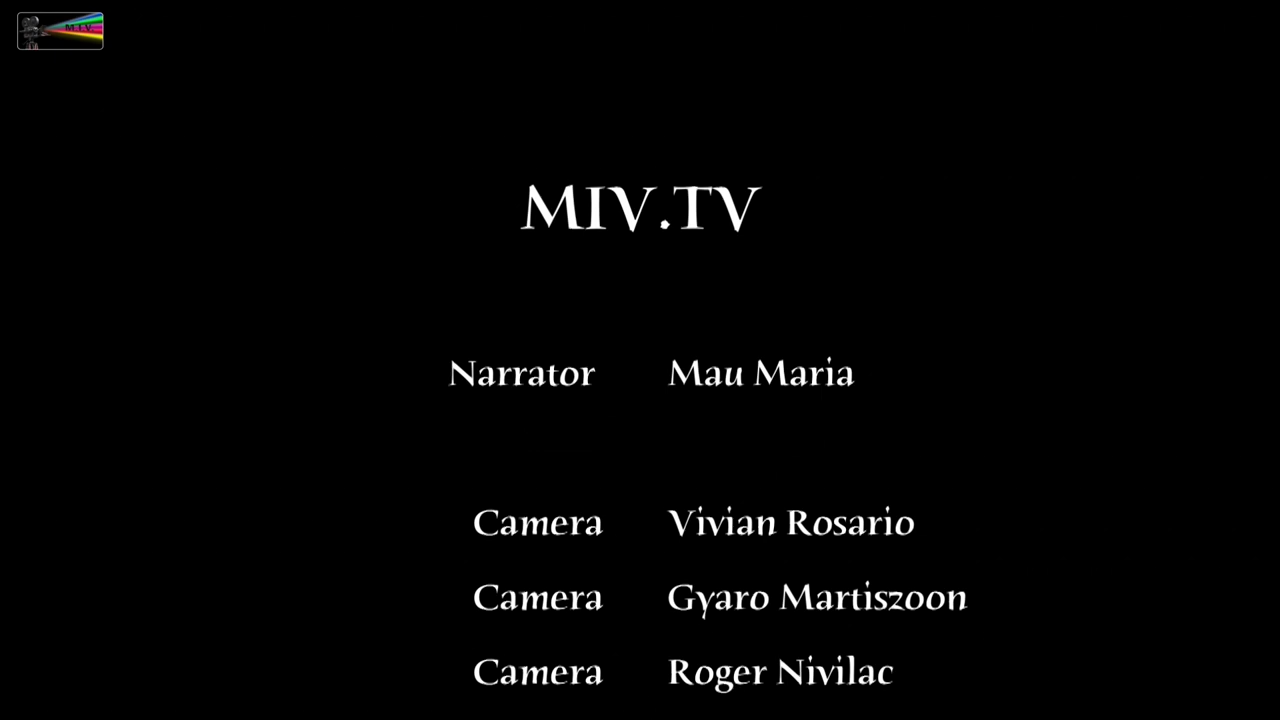 M.I.V.
MIV.TV
Narrator Mau Maria
Camera Vivian Rosario
Camera Gyaro Martiszoon
Camera Roger Nivilac